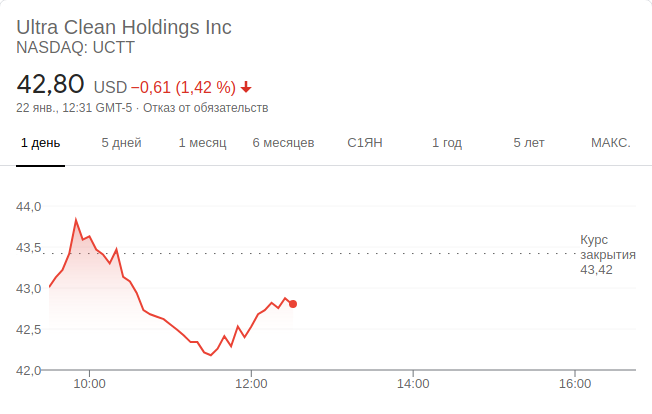 Ultra Clean Holdings Inc
NASDAQ: UCTT
42,80 USD −0,61 (1,42 %)
22 янв., 12:31 GMT-5 · Отказ от обязательств
1 день 5 дней 1 месяц 6 месяцев С1ЯН 1 год 5 лет МАКС.
44,0
43,5
43,0
42,5
42,0
Курс
закрытия
43,42
10:00 12:00 14:00 16:00